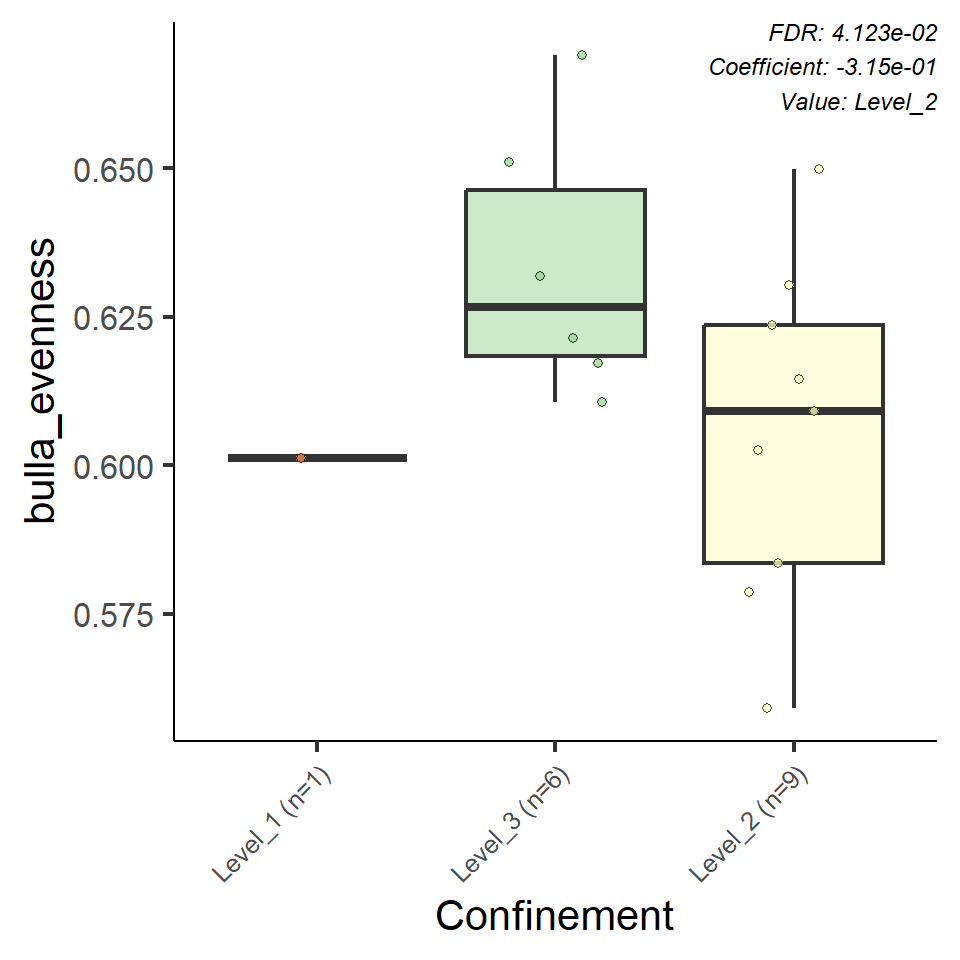 FDR: 4.123e-02
Coefficient: -3.15e-01
Value: Level_2
bulla_evenness
0.650
0.625
0.600
0.575
Level_1 (n=1)
Level_3 (n=6)
Level_2 (n=9)
Confinement